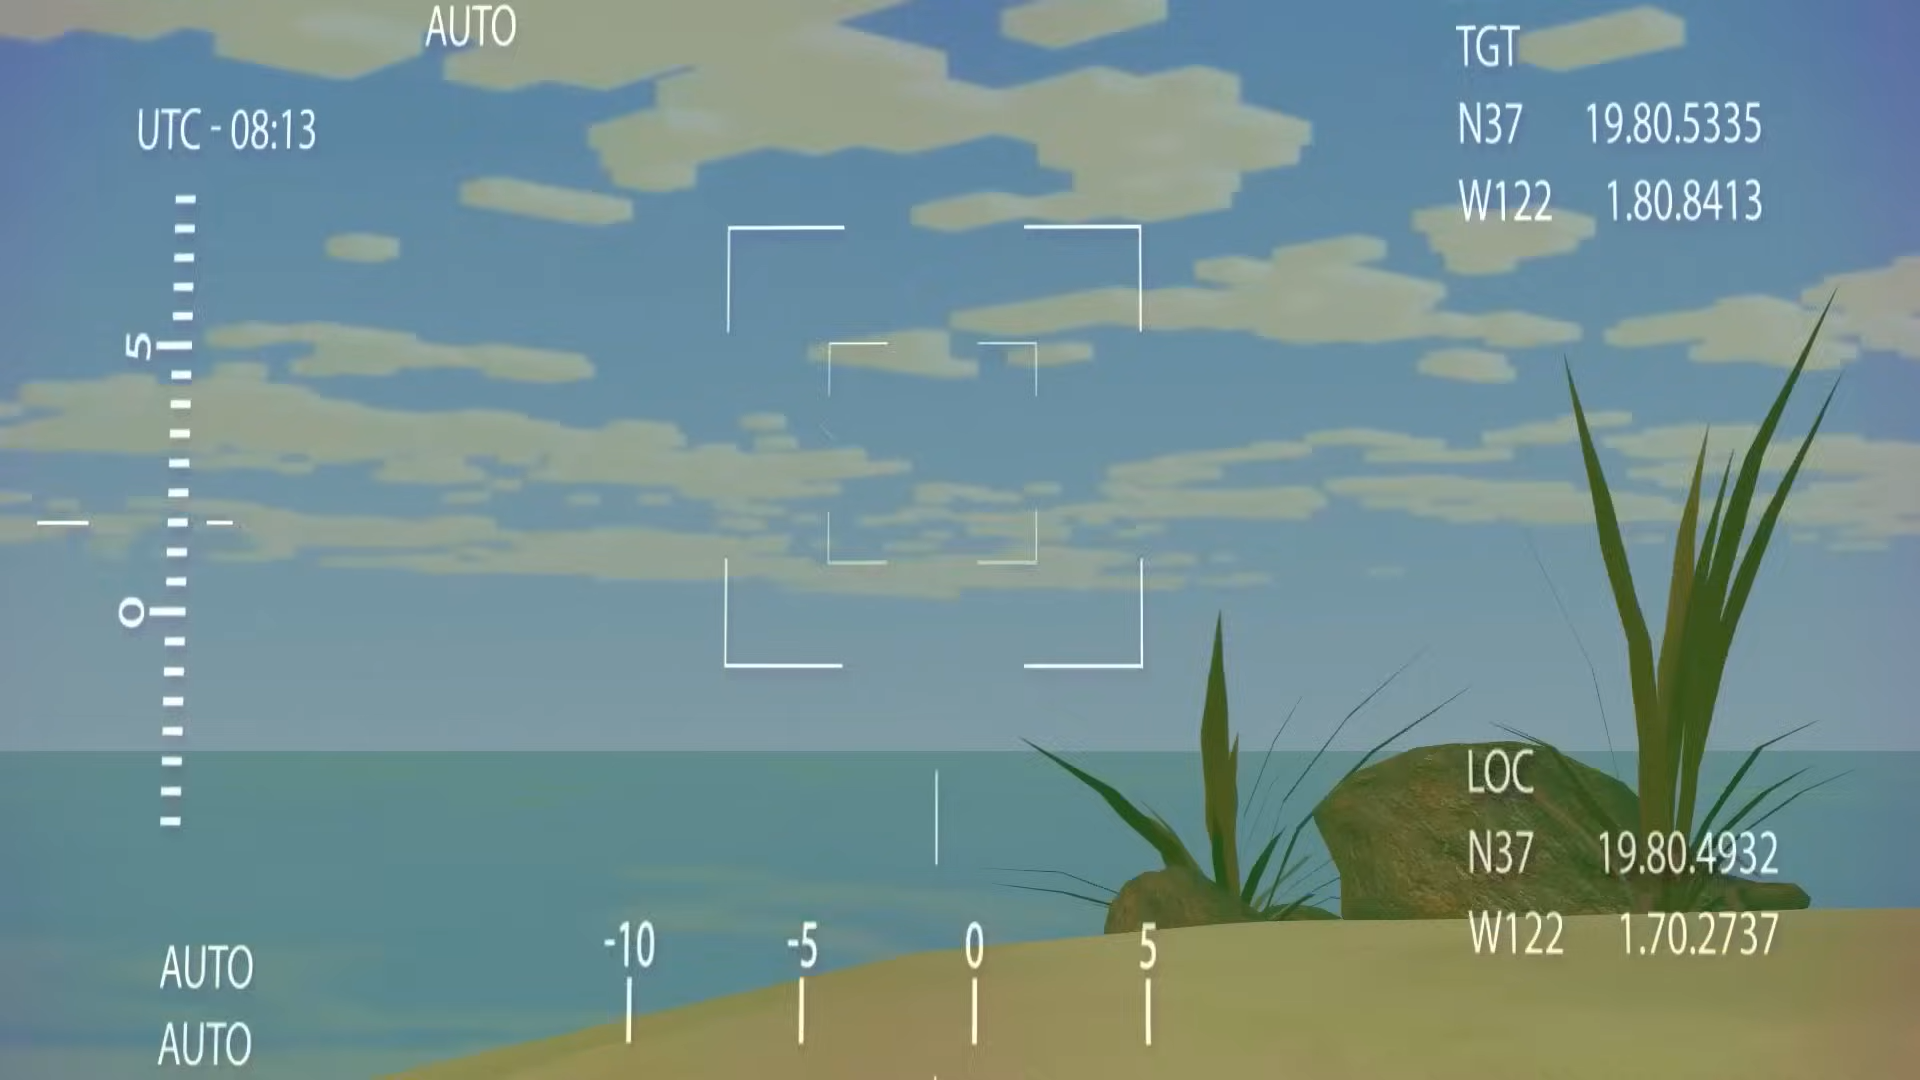 AUTO
TGT
UTC - 08:13
N37 19.80.5335
W122 1.80.8413
5
0
LOC
N37 19.80.4932
W122 1.70.2737
-10 -5 0 5
AUTO
AUTO